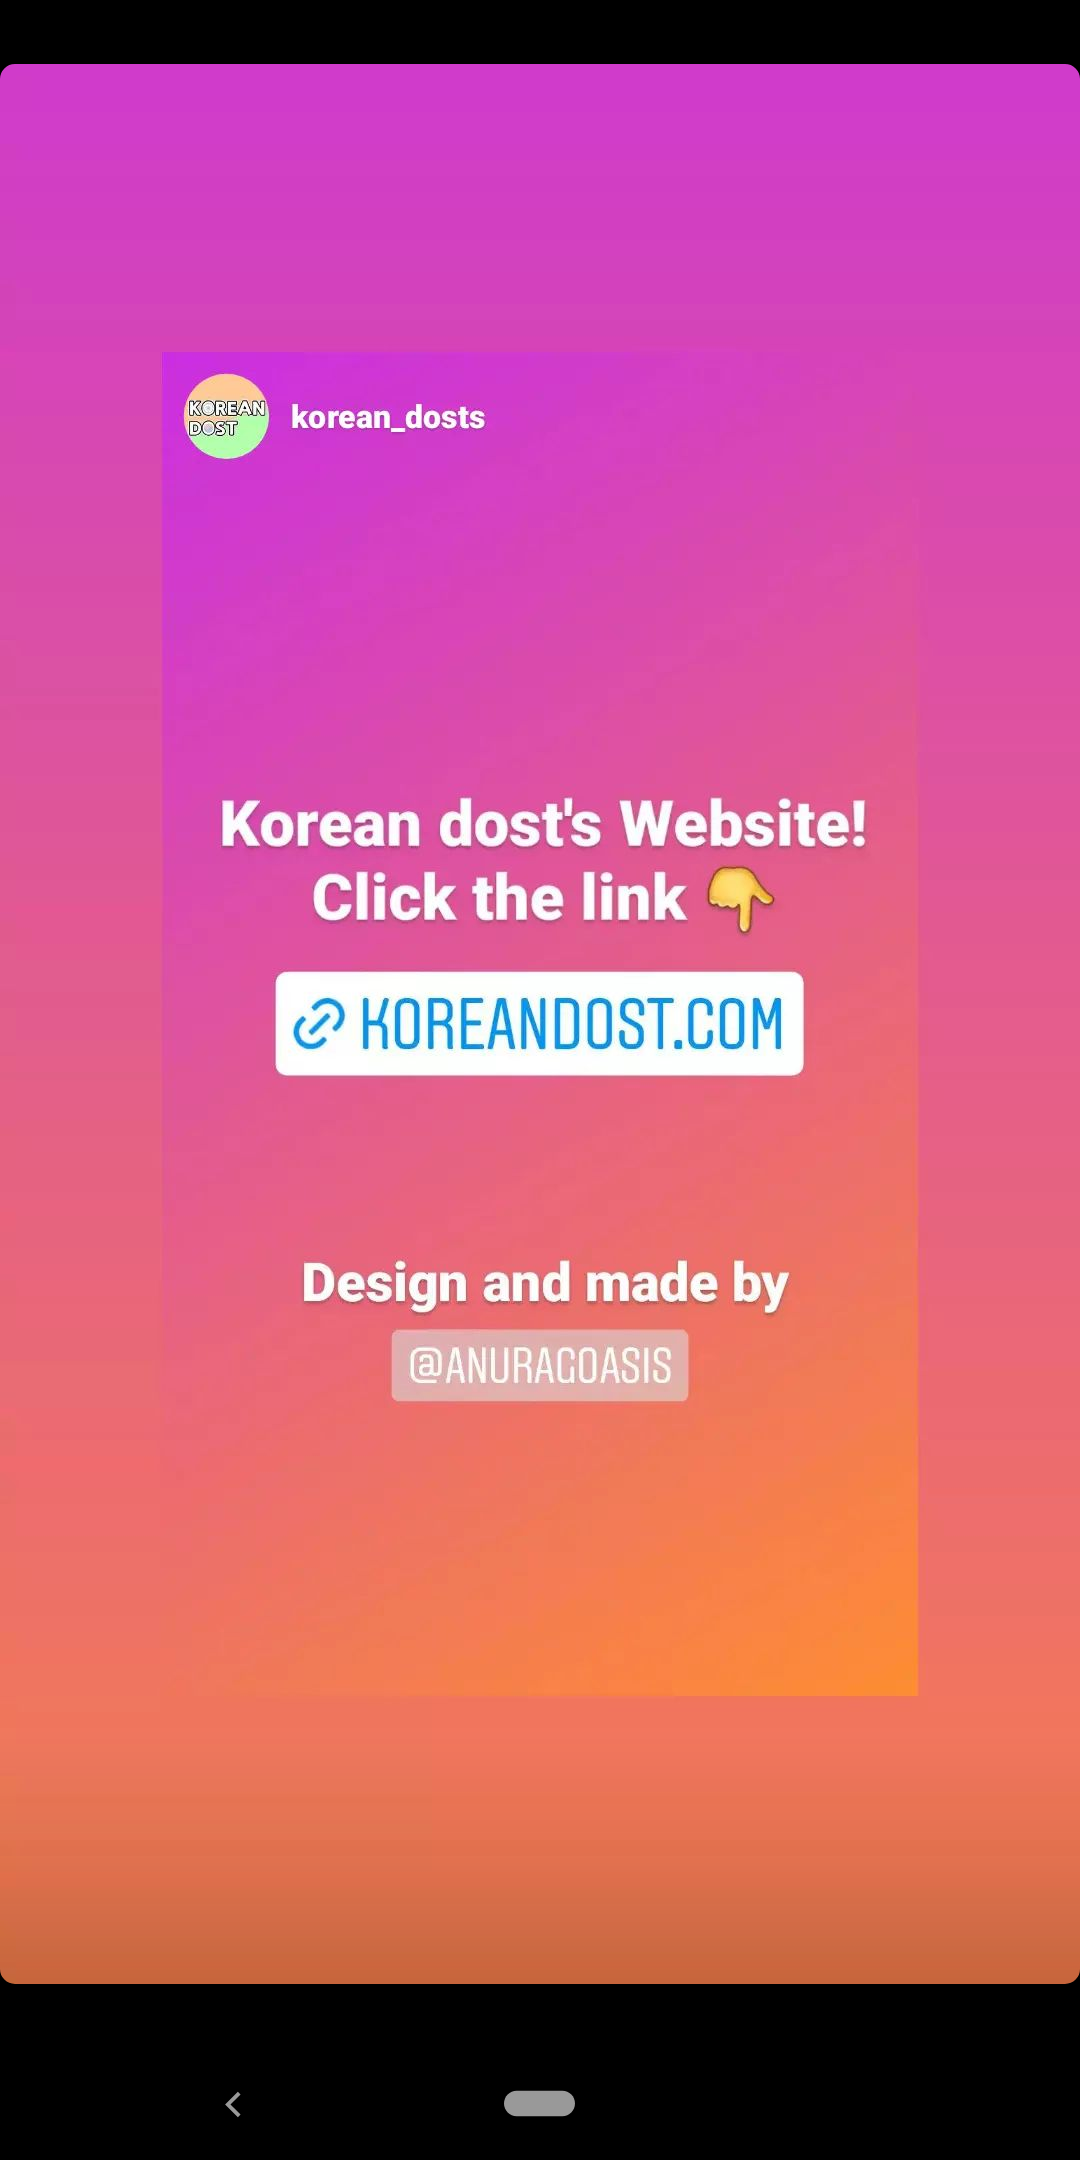 KOREAN
DOST
korean_dosts
Korean dost's Website!
Click the link 👇
KOREANDOST.COM
Design and made by
@ANURAGOASIS